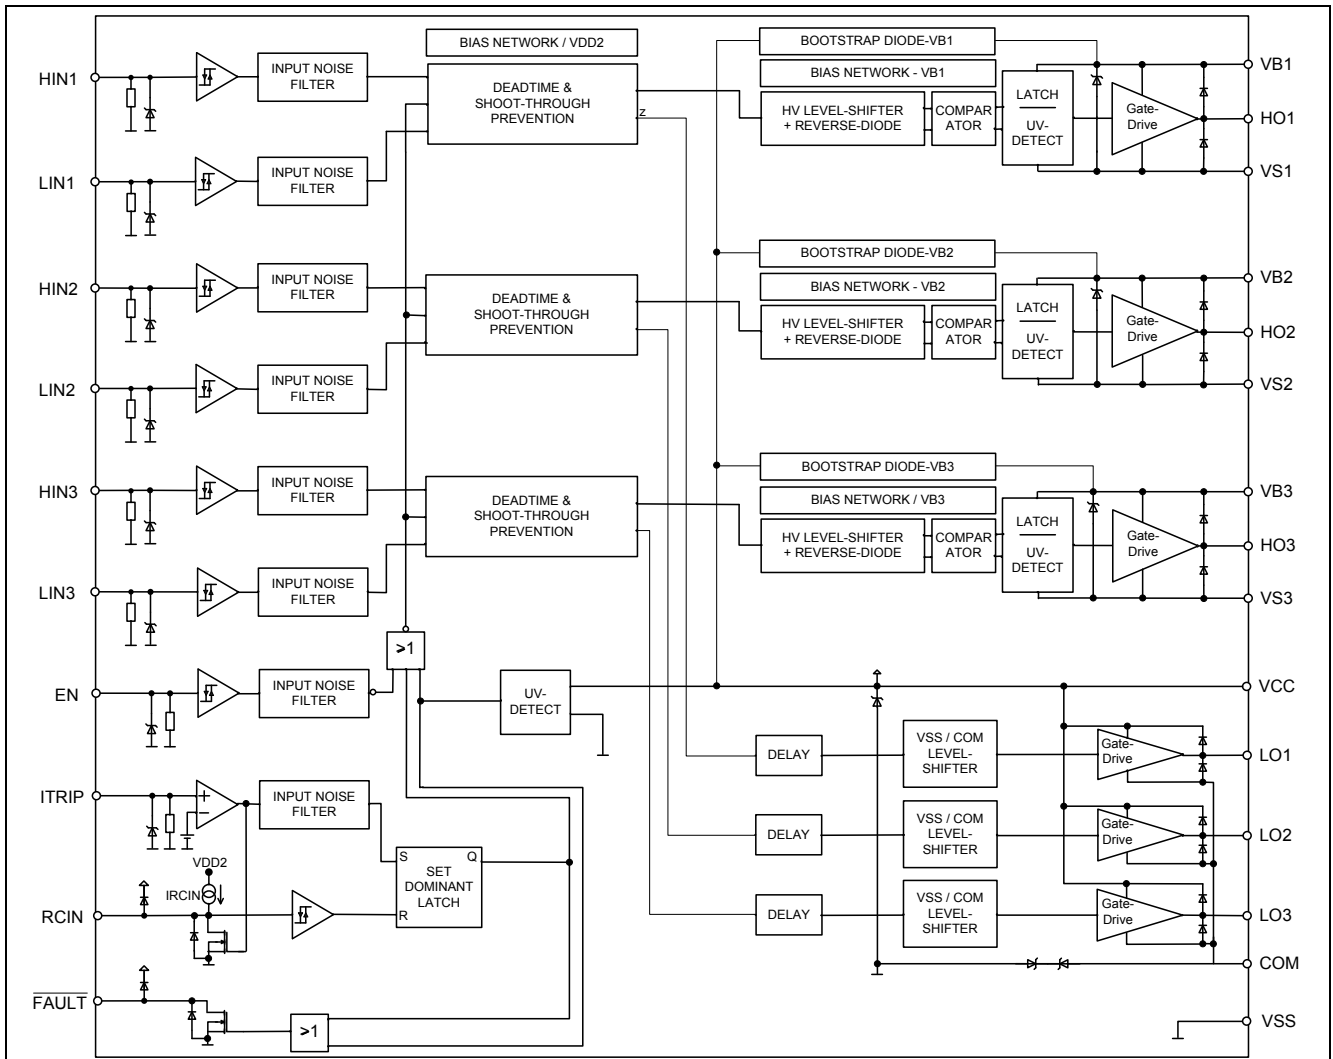 BIAS NETWORK / VDD2
BOOTSTRAP DIODE-VB1
HIN1
INPUT NOISE
FILTER
DEADTIME &
SHOOT-THROUGH
PREVENTION
Z
BIAS NETWORK - VB1
HV LEVEL-SHIFTER
+ REVERSE-DIODE
COMPAR
ATOR
LATCH
UV-
DETECT
Gate-
Drive
VB1
HO1
VS1
LIN1
INPUT NOISE
FILTER
BOOTSTRAP DIODE-VB2
HIN2
INPUT NOISE
FILTER
DEADTIME &
SHOOT-THROUGH
PREVENTION
BIAS NETWORK - VB2
HV LEVEL-SHIFTER
+ REVERSE-DIODE
COMPAR
ATOR
LATCH
UV-
DETECT
Gate-
Drive
VB2
HO2
VS2
LIN2
INPUT NOISE
FILTER
BOOTSTRAP DIODE-VB3
HIN3
INPUT NOISE
FILTER
DEADTIME &
SHOOT-THROUGH
PREVENTION
BIAS NETWORK / VB3
HV LEVEL-SHIFTER
+ REVERSE-DIODE
COMPAR
ATOR
LATCH
UV-
DETECT
Gate-
Drive
VB3
HO3
VS3
LIN3
INPUT NOISE
FILTER
>1
EN
INPUT NOISE
FILTER
UV-
DETECT
VCC
DELAY
VSS / COM
LEVEL-
SHIFTER
Gate-
Drive
LO1
ITRIP
+
−
INPUT NOISE
FILTER
DELAY
VSS / COM
LEVEL-
SHIFTER
Gate-
Drive
LO2
VDD2
IRCIN
S
Q
SET
DOMINANT
LATCH
R
RCIN
DELAY
VSS / COM
LEVEL-
SHIFTER
Gate-
Drive
LO3
COM
FAULT
>1
VSS